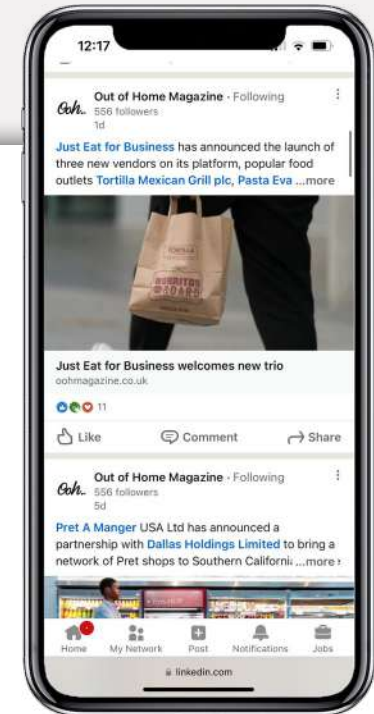 12:17
Ooh.
Out of Home Magazine · Following
556 followers
1d
Just Eat for Business has announced the launch of
three new vendors on its platform, popular food
outlets Tortilla Mexican Grill plc, Pasta Eva ...more
TORTILLA
BURRITOS
& TACOS
Just Eat for Business welcomes new trio
oohmagazine.co.uk
11
Like
Comment
Share
Ooh.
Out of Home Magazine · Following
556 followers
5d
Pret A Manger USA Ltd has announced a
partnership with Dallas Holdings Limited to bring a
network of Pret shops to Southern Californi ...more
Home
My Network
Post
Notifications
Jobs
linkedin.com